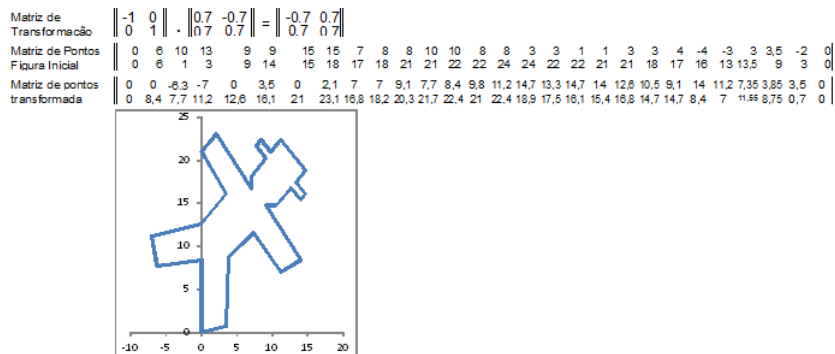 Matriz de Transformação ‖-1 0‖ . ‖0.7 -0.7‖ = ‖-0.7 0.7‖
‖0 1‖ ‖0.7 0.7‖ ‖0.7 0.7‖
Matriz de Pontos 0 6 10 13 9 9 15 15 7 8 8 10 10 8 8 3 3 1 1 3 3 4 -4 -3 3 3,5 -2 0
Figura Inicial 0 6 1 3 9 14 15 18 17 18 21 21 22 22 24 24 22 22 21 21 18 17 16 13 13,5 9 3 0
Matriz de pontos 0 0 -6,3 -7 0 3,5 0 2,1 7 7 9,1 7,7 8,4 9,8 11,2 14,7 13,3 14,7 14 12,6 10,5 9,1 14 11,2 7,35 3,85 3,5 0
transformada 0 8,4 7,7 11,2 12,6 16,1 21 23,1 16,8 18,2 20,3 21,7 22,4 21 22,4 18,9 17,5 16,1 15,4 16,8 14,7 14,7 8,4 7 11,55 8,75 0,7 0
25
20
15
10
5
0
-10 -5 0 5 10 15 20